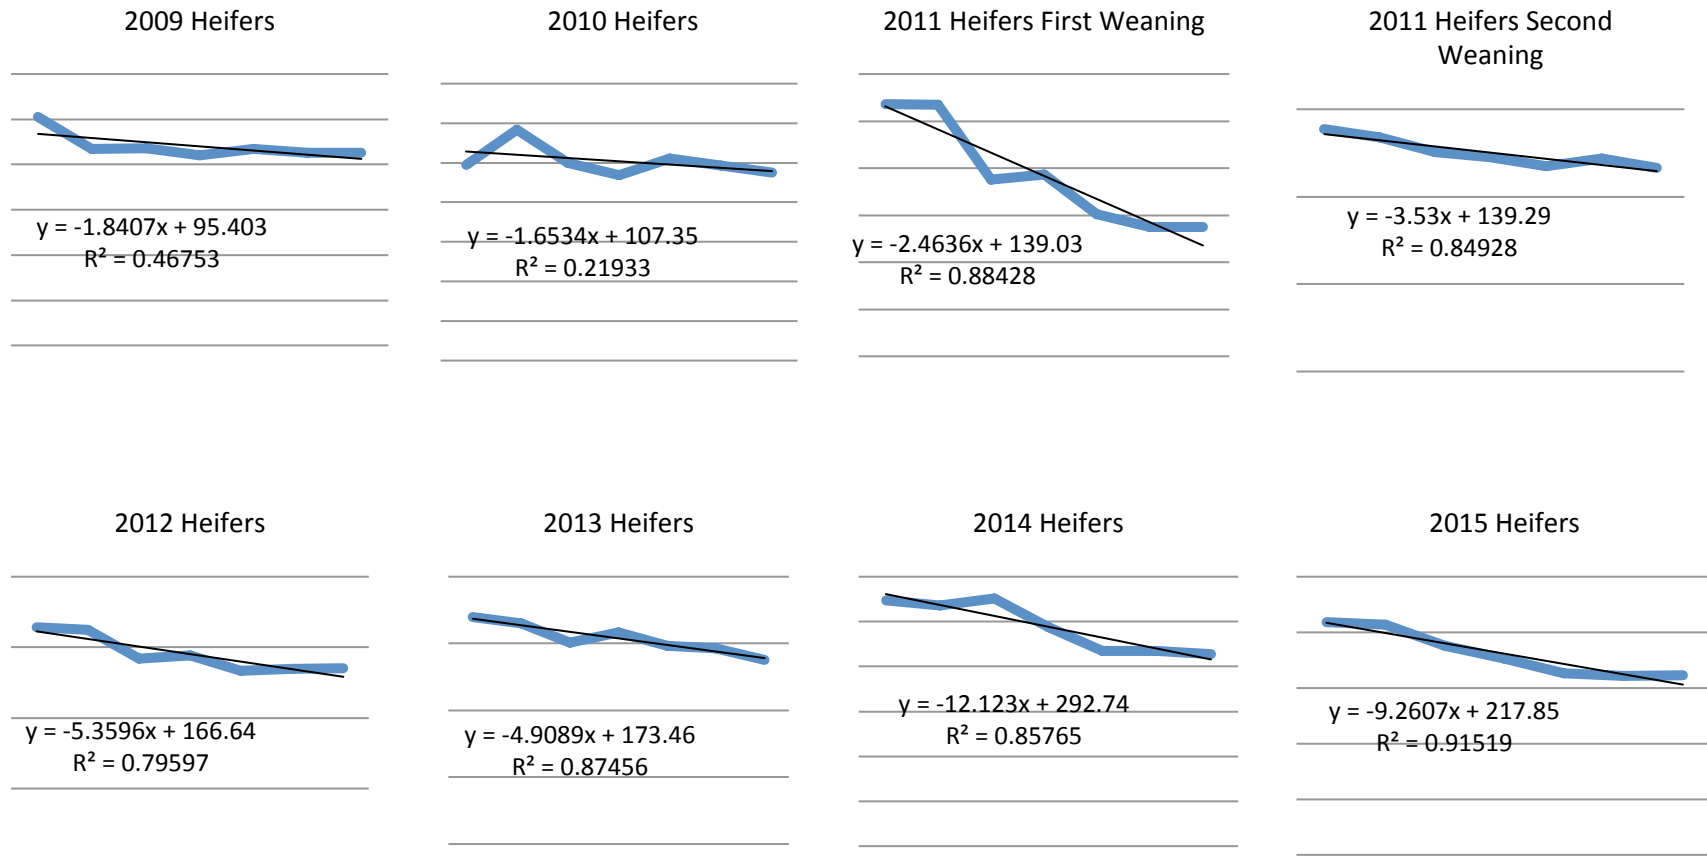 2009 Heifers
y = -1.8407x + 95.403
R² = 0.46753
2010 Heifers
y = -1.6534x + 107.35
R² = 0.21933
2011 Heifers First Weaning
y = -2.4636x + 139.03
R² = 0.88428
2011 Heifers Second
Weaning
y = -3.53x + 139.29
R² = 0.84928
2012 Heifers
y = -5.3596x + 166.64
R² = 0.79597
2013 Heifers
y = -4.9089x + 173.46
R² = 0.87456
2014 Heifers
y = -12.123x + 292.74
R² = 0.85765
2015 Heifers
y = -9.2607x + 217.85
R² = 0.91519